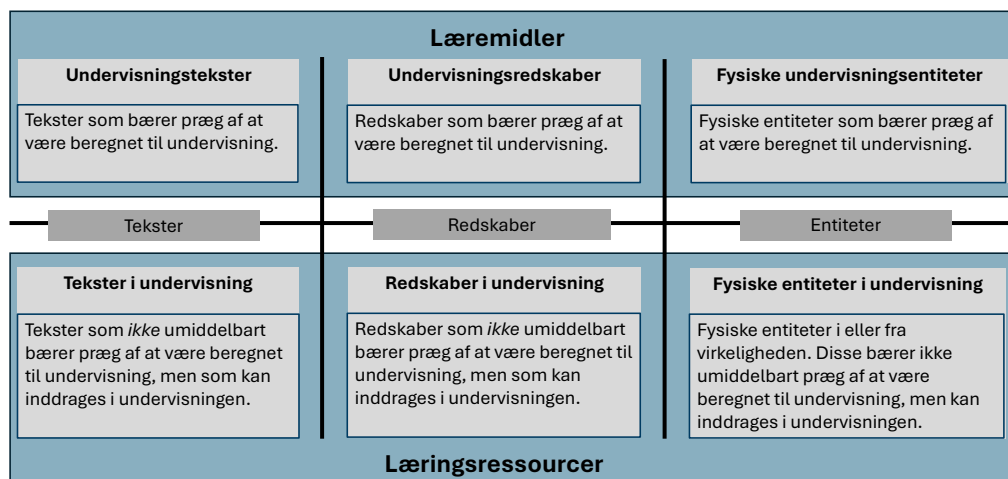 Læremidler
Undervisningstekster
Tekster som bærer præg af at
være beregnet til undervisning.
Undervisningsredskaber
Redskaber som bærer præg af at
være beregnet til undervisning.
Fysiske undervisningsentiteter
Fysiske entiteter som bærer præg af
at være beregnet til undervisning.
Tekster
Redskaber
Entiteter
Tekster i undervisning
Tekster som ikke umiddelbart
bærer præg af at være beregnet
til undervisning, men som kan
inddrages i undervisningen.
Redskaber i undervisning
Redskaber som ikke umiddelbart
bærer præg af at være beregnet til
undervisning, men som kan
inddrages i undervisningen.
Fysiske entiteter i undervisning
Fysiske entiteter i eller fra
virkeligheden. Disse bærer ikke
umiddelbart præg af at være
beregnet til undervisning, men kan
inddrages i undervisningen.
Læringsressourcer